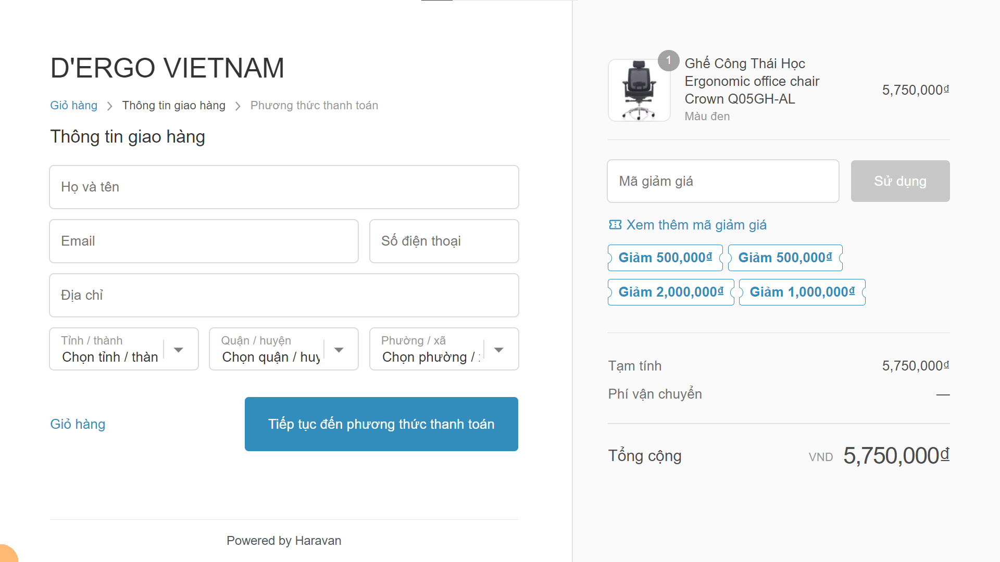 D'ERGO VIETNAM
Giỏ hàng
Thông tin giao hàng
Phương thức thanh toán
Thông tin giao hàng
Họ và tên
Email
Số điện thoại
Địa chỉ
Tỉnh / thành
Chọn tỉnh / thàn
Quận / huyện
Chọn quận / huy
Phường / xã
Chọn phường /
Giỏ hàng
Tiếp tục đến phương thức thanh toán
Powered by Haravan
1
Ghế Công Thái Học
Ergonomic office chair
Crown Q05GH-AL
Màu đen
5,750,000₫
Mã giảm giá
Sử dụng
Xem thêm mã giảm giá
Giảm 500,000₫
Giảm 500,000₫
Giảm 2,000,000₫
Giảm 1,000,000₫
Tạm tính
5,750,000₫
Phí vận chuyển
—
Tổng cộng
VND 5,750,000₫